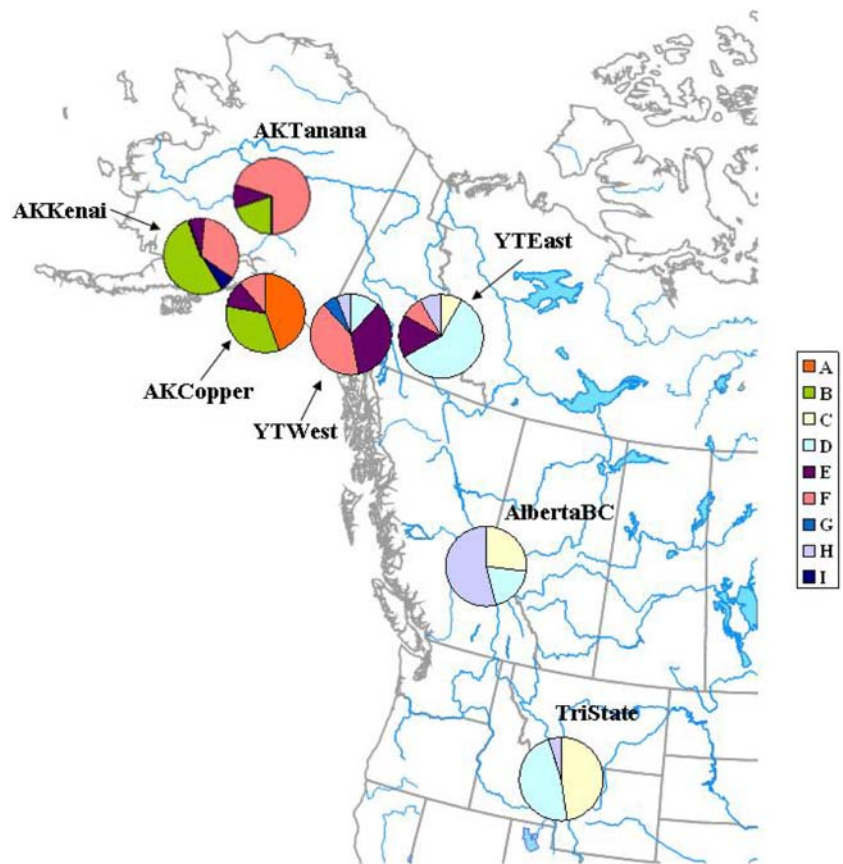 AKTanana
AKKenai
YTEast
AKCopper
YTWest
AlbertaBC
TriState
A
B
C
D
E
F
G
H
I